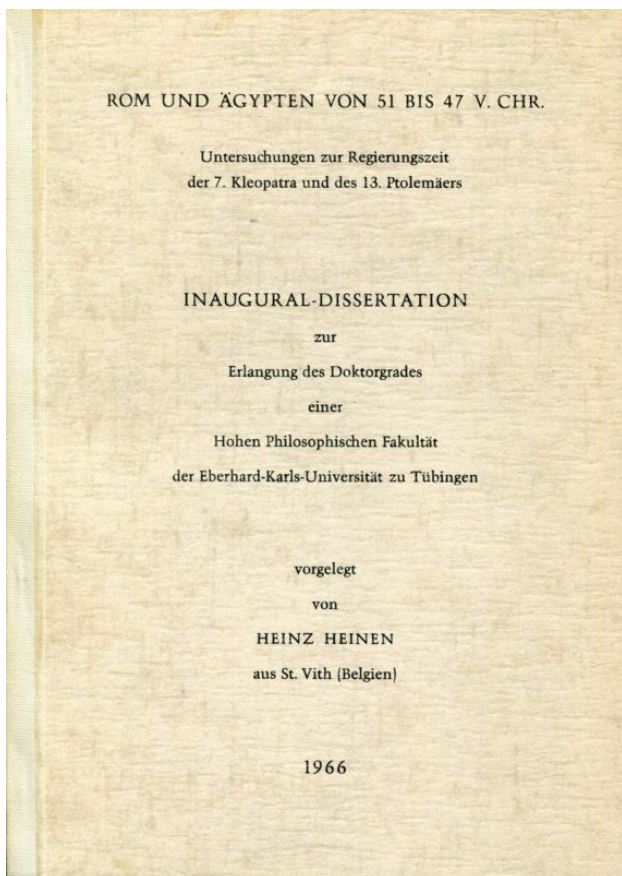 ROM UND ÄGYPTEN VON 51 BIS 47 V. CHR.
Untersuchungen zur Regierungszeit
der 7. Kleopatra und des 13. Ptolemäers
INAUGURAL-DISSERTATION
zur
Erlangung des Doktorgrades
einer
Hohen Philosophischen Fakultät
der Eberhard-Karls-Universität zu Tübingen
vorgelegt
von
HEINZ HEINEN
aus St. Vith (Belgien)
1966